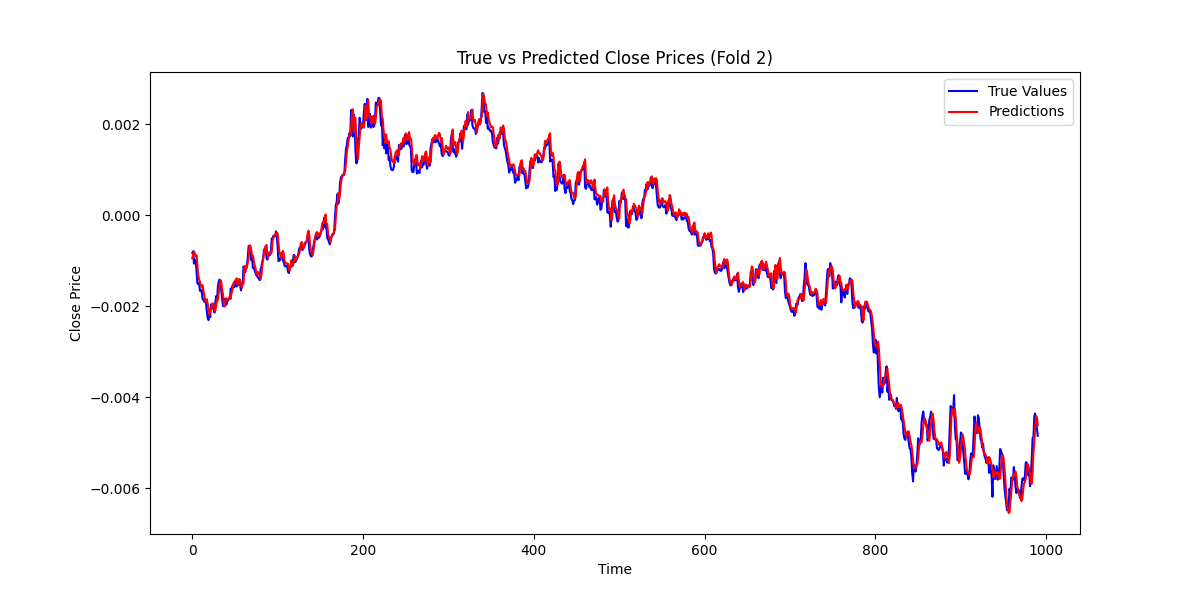 True vs Predicted Close Prices (Fold 2)
True Values
Predictions
Close Price
0.002
0.000
−0.002
−0.004
−0.006
0
200
400
600
800
1000
Time